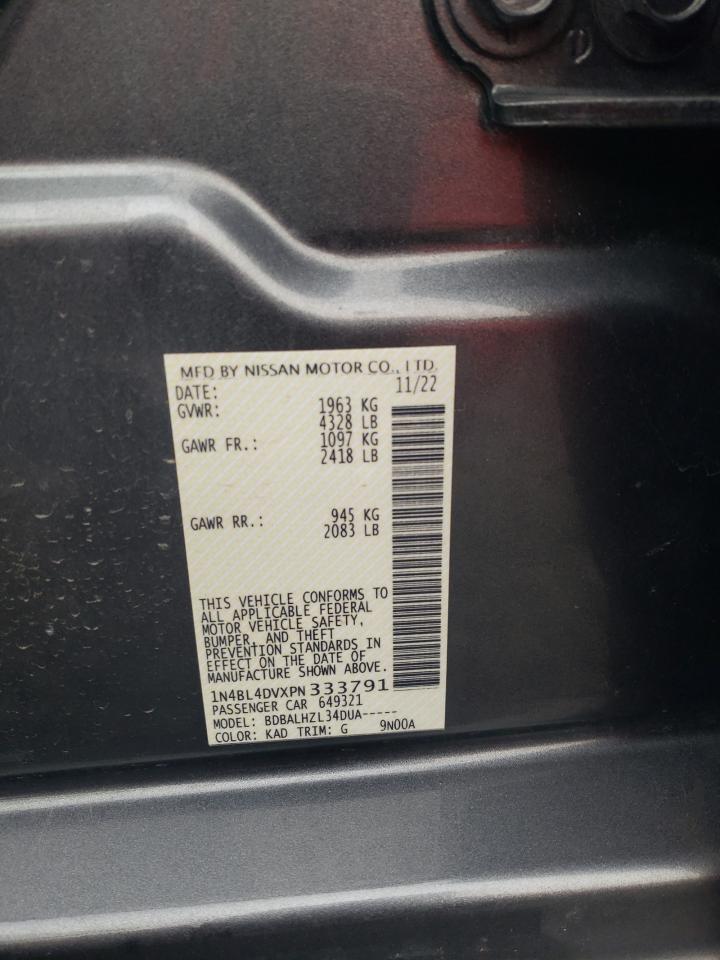 MFD BY NISSAN MOTOR CO., LTD.
DATE: 11/22
GVWR: 1963 KG
4328 LB
GAWR FR.: 1097 KG
2418 LB
GAWR RR.: 945 KG
2083 LB
THIS VEHICLE CONFORMS TO
ALL APPLICABLE FEDERAL
MOTOR VEHICLE SAFETY,
BUMPER, AND THEFT
PREVENTION STANDARDS IN
EFFECT ON THE DATE OF
MANUFACTURE SHOWN ABOVE.
1N4BL4DVXPN 333791
PASSENGER CAR 649321
MODEL: BDBALHZL34DUA-----
COLOR: KAD TRIM: G 9N00A